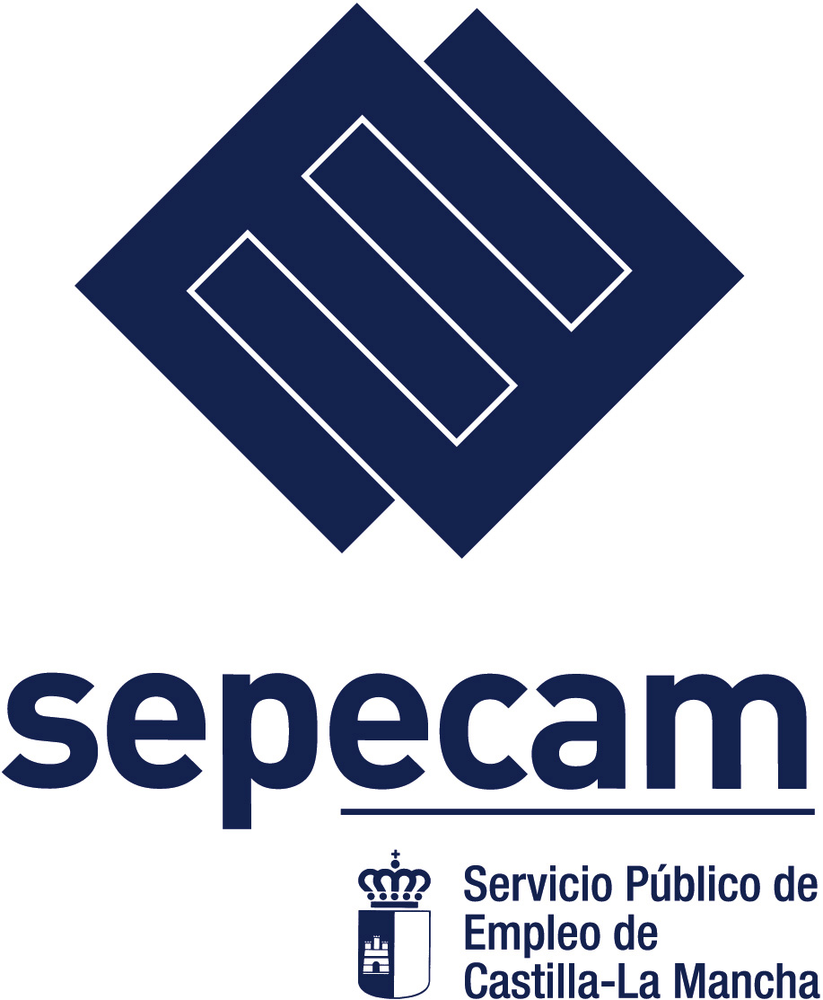 sepecam
Servicio Público de
Empleo de
Castilla-La Mancha